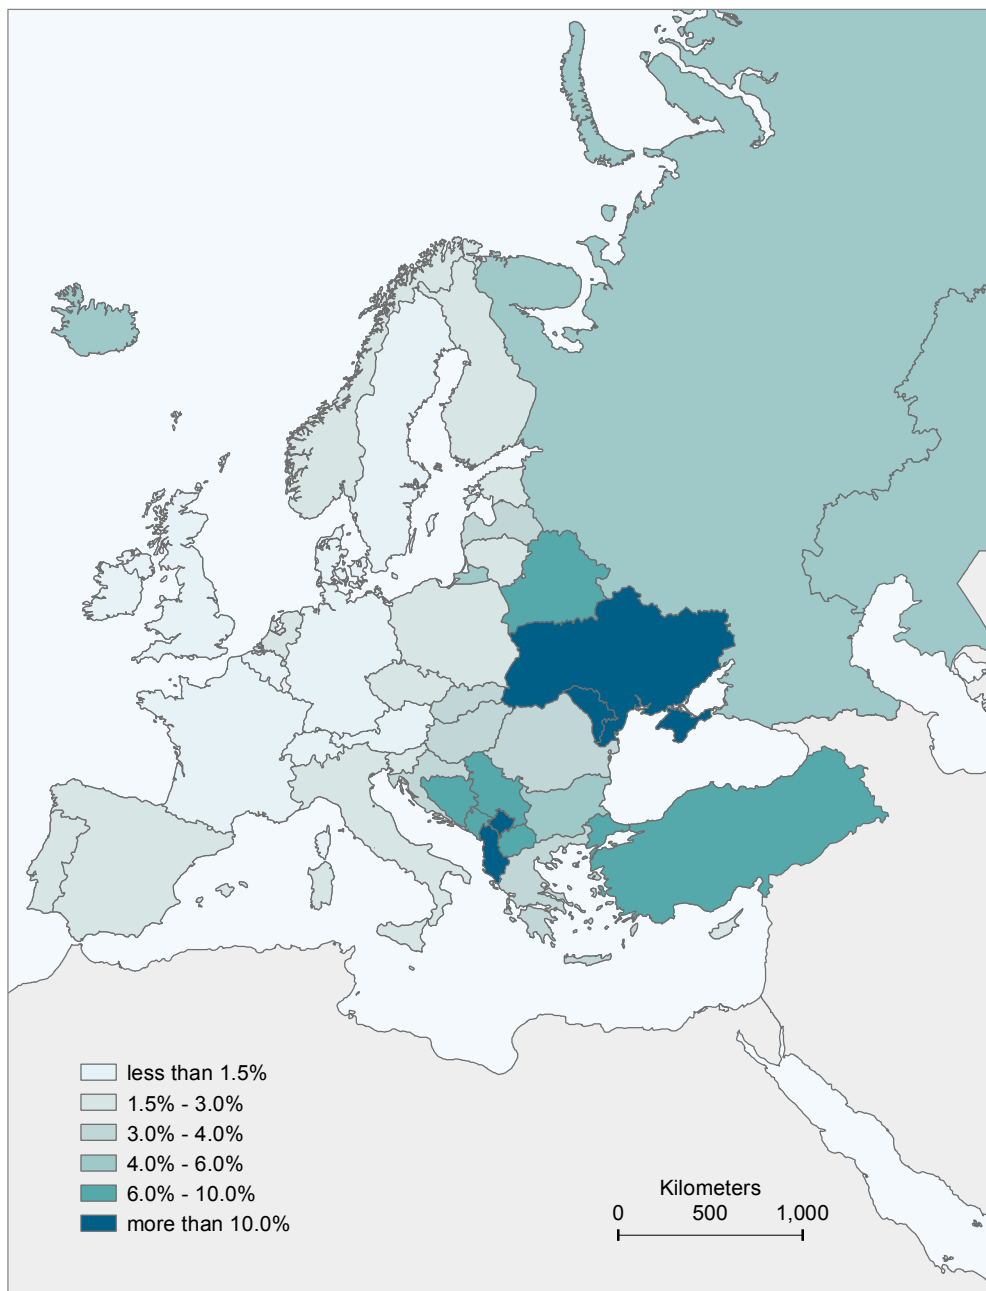 less than 1.5%
1.5% - 3.0%
3.0% - 4.0%
4.0% - 6.0%
6.0% - 10.0%
more than 10.0%
Kilometers
0 500 1,000